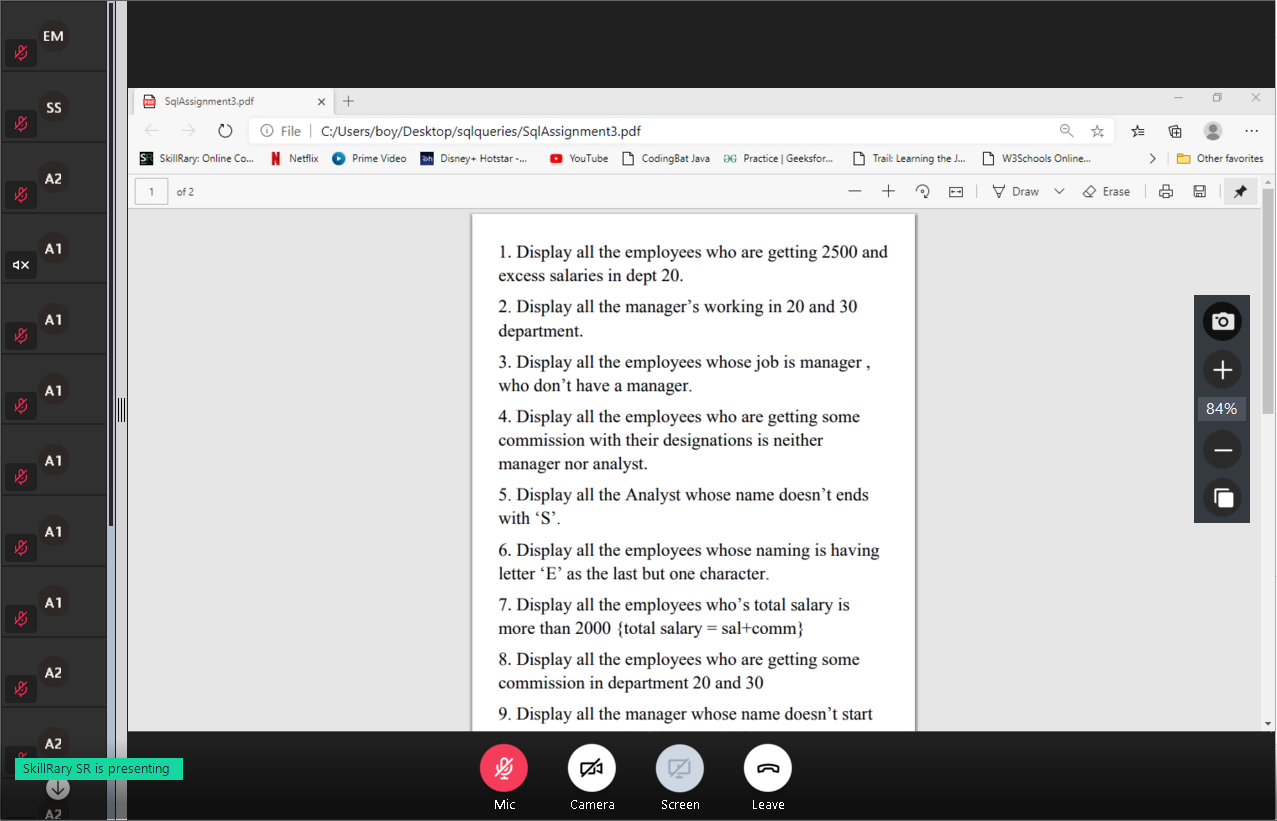 EM
SS
A2
A1
A1
A1
A1
A1
A1
A2
A2
A2
SkillRary SR is presenting
SqlAssignment3.pdf
File | C:/Users/boy/Desktop/sqlqueries/SqlAssignment3.pdf
SkillRary: Online Co... Netflix Prime Video Disney+ Hotstar -... YouTube CodingBat Java Practice | Geeksfor... Trail: Learning the J... W3Schools Online... Other favorites
1 of 2 Draw Erase
1. Display all the employees who are getting 2500 and
excess salaries in dept 20.
2. Display all the manager’s working in 20 and 30
department.
3. Display all the employees whose job is manager ,
who don’t have a manager.
4. Display all the employees who are getting some
commission with their designations is neither
manager nor analyst.
5. Display all the Analyst whose name doesn’t ends
with ‘S’.
6. Display all the employees whose naming is having
letter ‘E’ as the last but one character.
7. Display all the employees who’s total salary is
more than 2000 {total salary = sal+comm}
8. Display all the employees who are getting some
commission in department 20 and 30
9. Display all the manager whose name doesn’t start
84%
Mic Camera Screen Leave